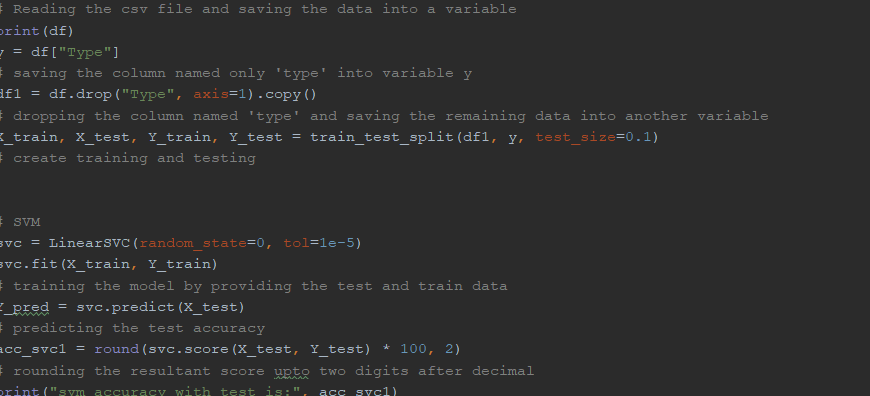 # Reading the csv file and saving the data into a variable
print(df)
y = df["Type"]
# saving the column named only 'type' into variable y
df1 = df.drop("Type", axis=1).copy()
# dropping the column named 'type' and saving the remaining data into another variable
X_train, X_test, Y_train, Y_test = train_test_split(df1, y, test_size=0.1)
# create training and testing
# SVM
svc = LinearSVC(random_state=0, tol=1e-5)
svc.fit(X_train, Y_train)
# training the model by providing the test and train data
Y_pred = svc.predict(X_test)
# predicting the test accuracy
acc_svc1 = round(svc.score(X_test, Y_test) * 100, 2)
# rounding the resultant score upto two digits after decimal
print("svm accuracy with test is:", acc_svc1)